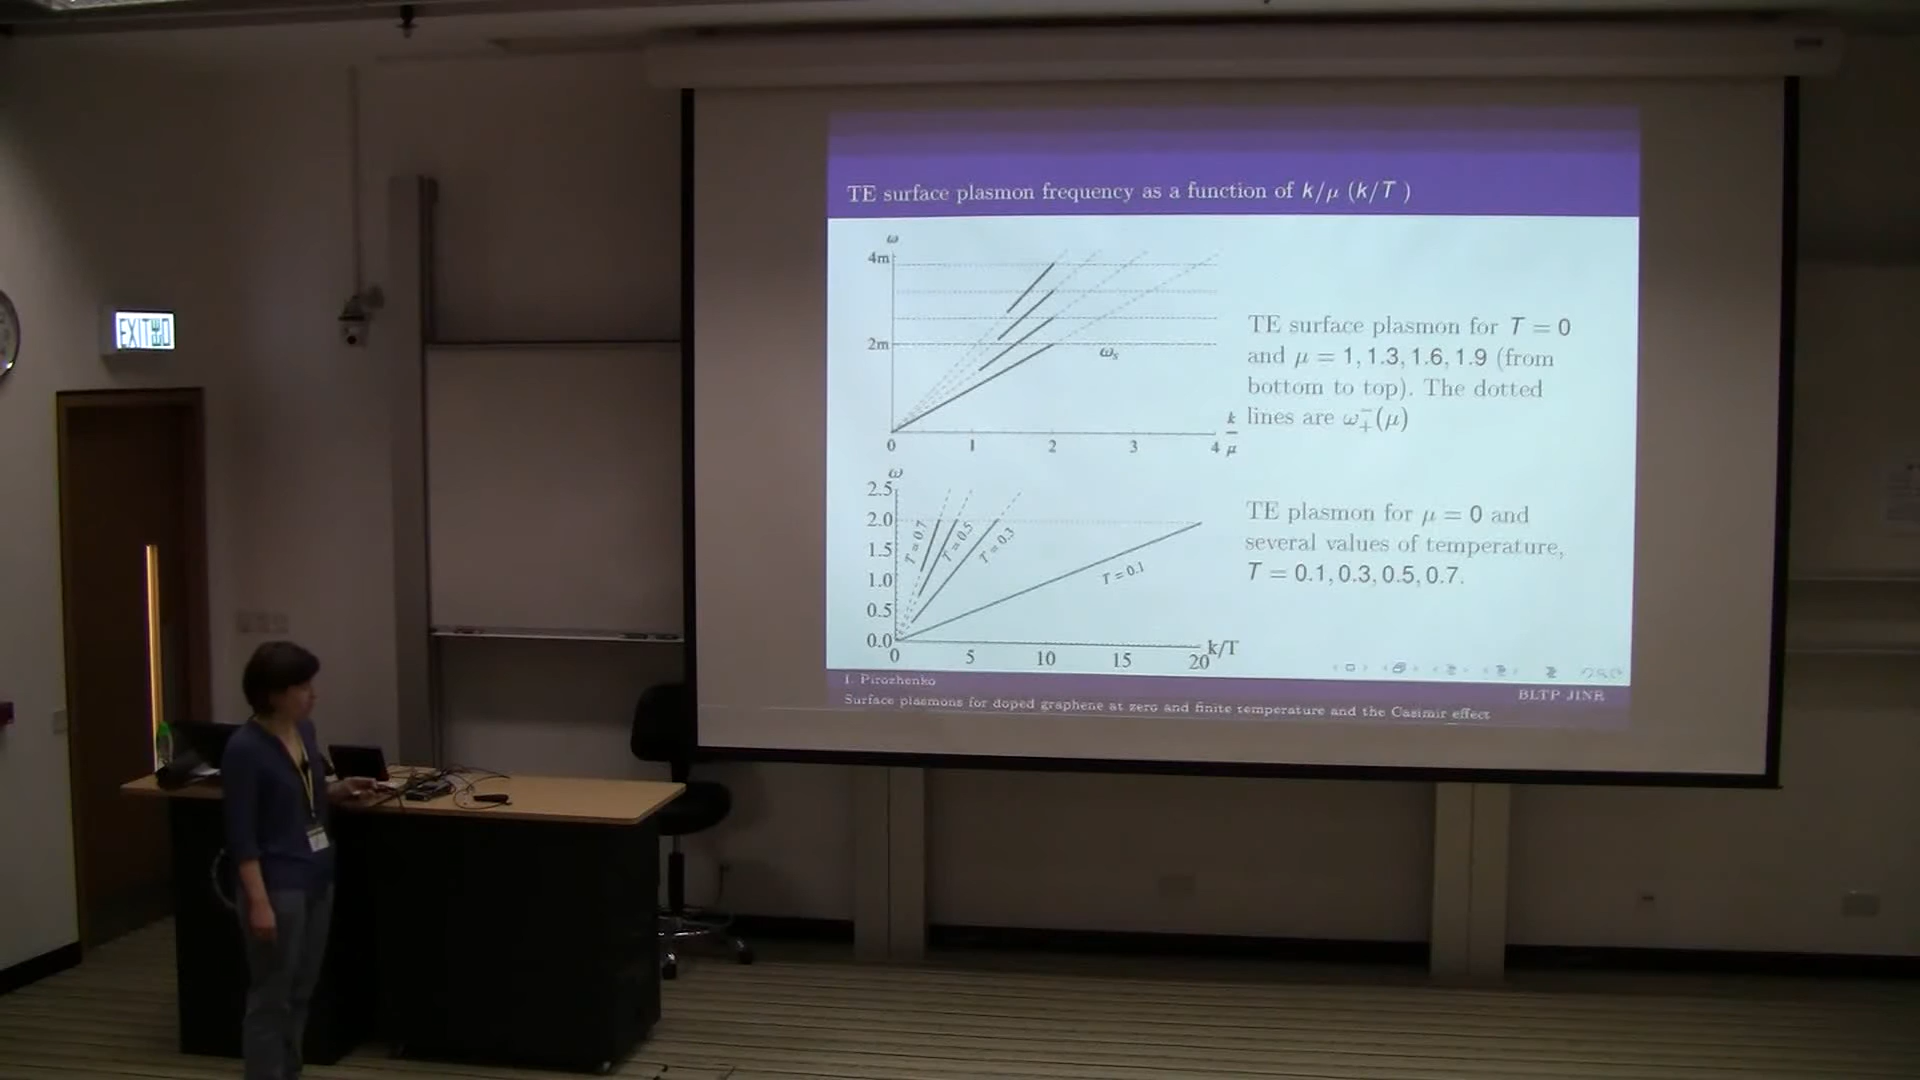 EXIT
TE surface plasmon frequency as a function of k/μ (k/T )
ω
4m
2m
ωs
0 1 2 3 4
k
μ
TE surface plasmon for T = 0
and μ = 1, 1.3, 1.6, 1.9 (from
bottom to top). The dotted
lines are ω₊⁻(μ)
ω
2.5
2.0
1.5
1.0
0.5
0.0
T = 0.7
T = 0.5
T = 0.3
T = 0.1
0 5 10 15 20
k/T
TE plasmon for μ = 0 and
several values of temperature,
T = 0.1, 0.3, 0.5, 0.7.
I. Pirozhenko
BLTP JINR
Surface plasmons for doped graphene at zero and finite temperature and the Casimir effect